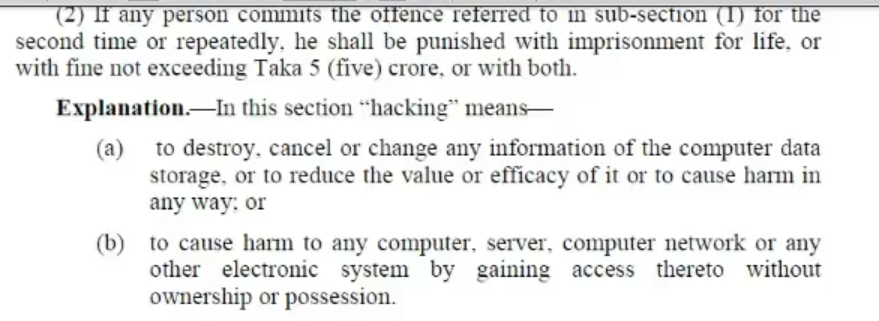 (2) If any person commits the offence referred to in sub-section (1) for the
second time or repeatedly, he shall be punished with imprisonment for life, or
with fine not exceeding Taka 5 (five) crore, or with both.
Explanation.—In this section “hacking” means—
(a) to destroy, cancel or change any information of the computer data
storage, or to reduce the value or efficacy of it or to cause harm in
any way; or
(b) to cause harm to any computer, server, computer network or any
other electronic system by gaining access thereto without
ownership or possession.